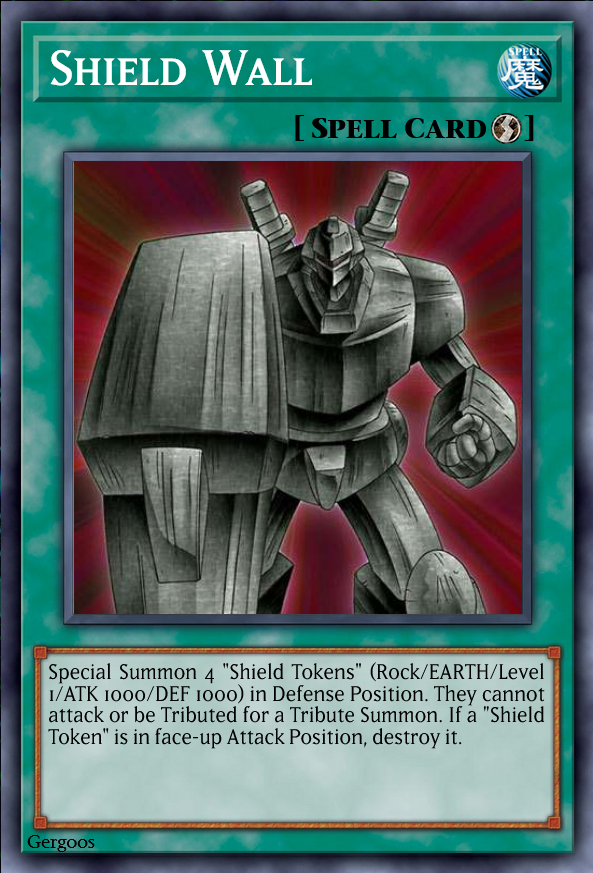 Shield Wall
SPELL
魔
[ Spell Card ]
Special Summon 4 "Shield Tokens" (Rock/EARTH/Level
1/ATK 1000/DEF 1000) in Defense Position. They cannot
attack or be Tributed for a Tribute Summon. If a "Shield
Token" is in face-up Attack Position, destroy it.
Gergoos